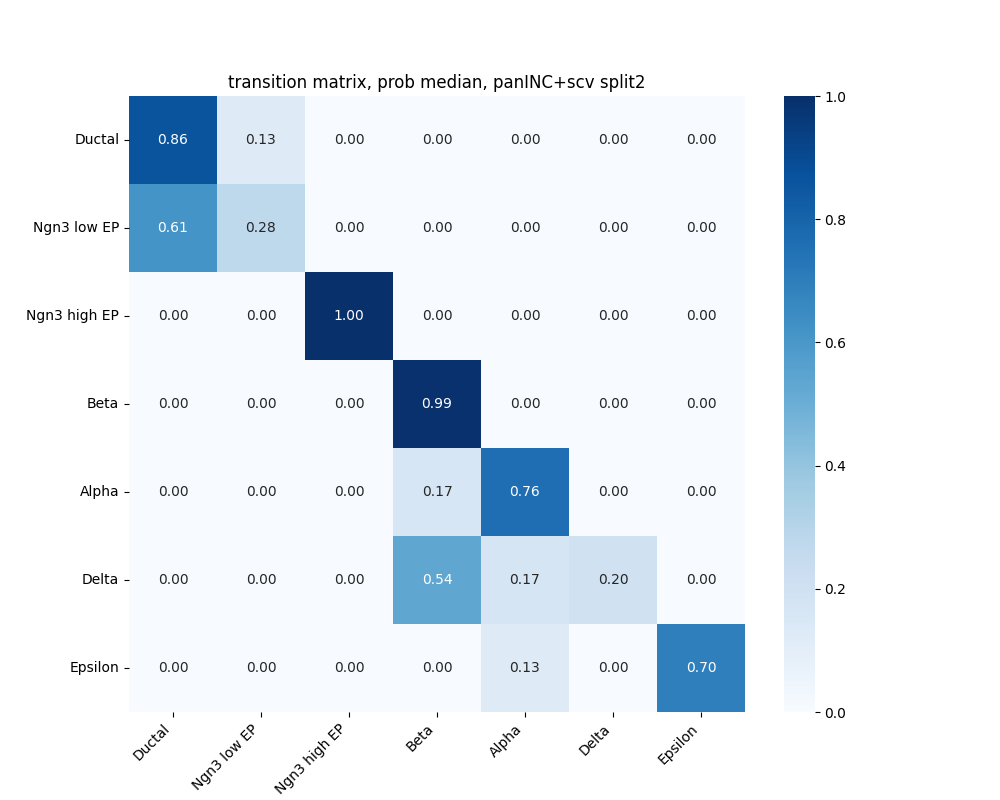 transition matrix, prob median, panINC+scv split2
Ductal 0.86 0.13 0.00 0.00 0.00 0.00 0.00
Ngn3 low EP 0.61 0.28 0.00 0.00 0.00 0.00 0.00
Ngn3 high EP 0.00 0.00 1.00 0.00 0.00 0.00 0.00
Beta 0.00 0.00 0.00 0.99 0.00 0.00 0.00
Alpha 0.00 0.00 0.00 0.17 0.76 0.00 0.00
Delta 0.00 0.00 0.00 0.54 0.17 0.20 0.00
Epsilon 0.00 0.00 0.00 0.00 0.13 0.00 0.70
Ductal Ngn3 low EP Ngn3 high EP Beta Alpha Delta Epsilon
1.0
0.8
0.6
0.4
0.2
0.0